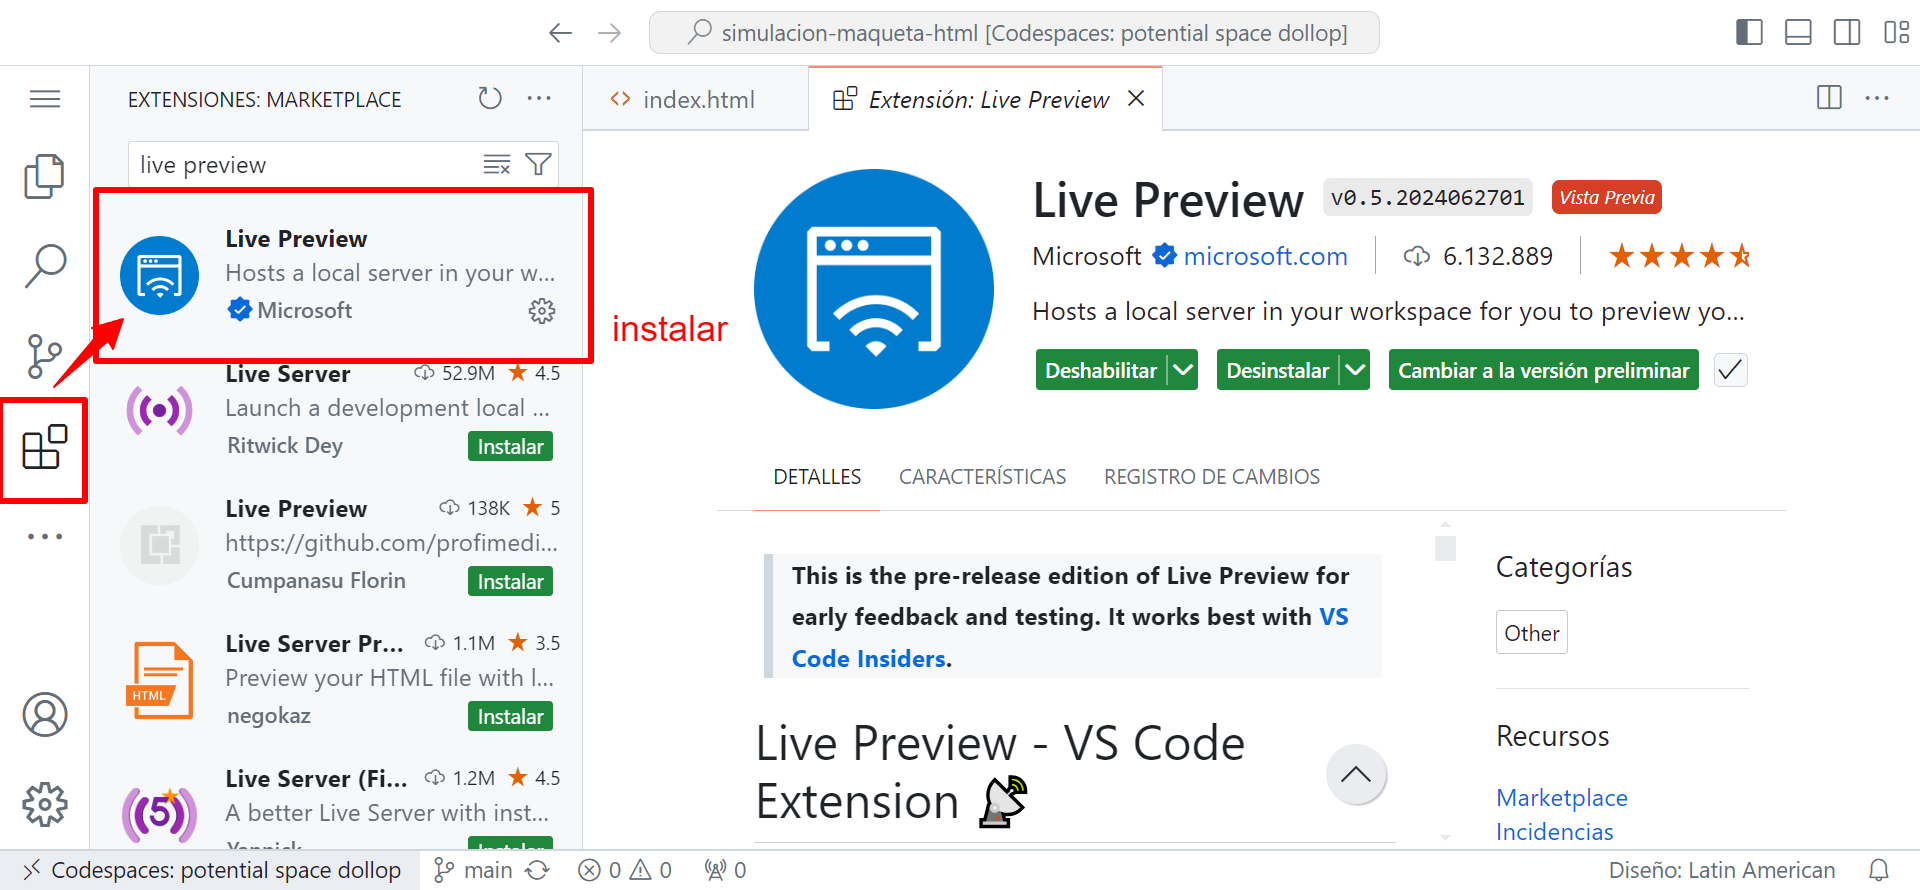 simulacion-maqueta-html [Codespaces: potential space dollop]
EXTENSIONES: MARKETPLACE
index.html
Extensión: Live Preview
live preview
Live Preview
Hosts a local server in your w...
Microsoft
instalar
Live Server 52.9M 4.5
Launch a development local ...
Ritwick Dey Instalar
Live Preview 138K 5
https://github.com/profimedi...
Cumpanasu Florin Instalar
Live Server Pr... 1.1M 3.5
Preview your HTML file with l...
negokaz Instalar
HTML
Live Server (Fi... 1.2M 4.5
A better Live Server with inst...
5
Yannick Instalar
Live Preview v0.5.2024062701 Vista Previa
Microsoft microsoft.com 6.132.889
Hosts a local server in your workspace for you to preview yo...
Deshabilitar Desinstalar Cambiar a la versión preliminar
DETALLES CARACTERÍSTICAS REGISTRO DE CAMBIOS
This is the pre-release edition of Live Preview for
early feedback and testing. It works best with VS
Code Insiders.
Live Preview - VS Code
Extension
Categorías
Other
Recursos
Marketplace
Incidencias
Codespaces: potential space dollop main 0 0 0 Diseño: Latin American